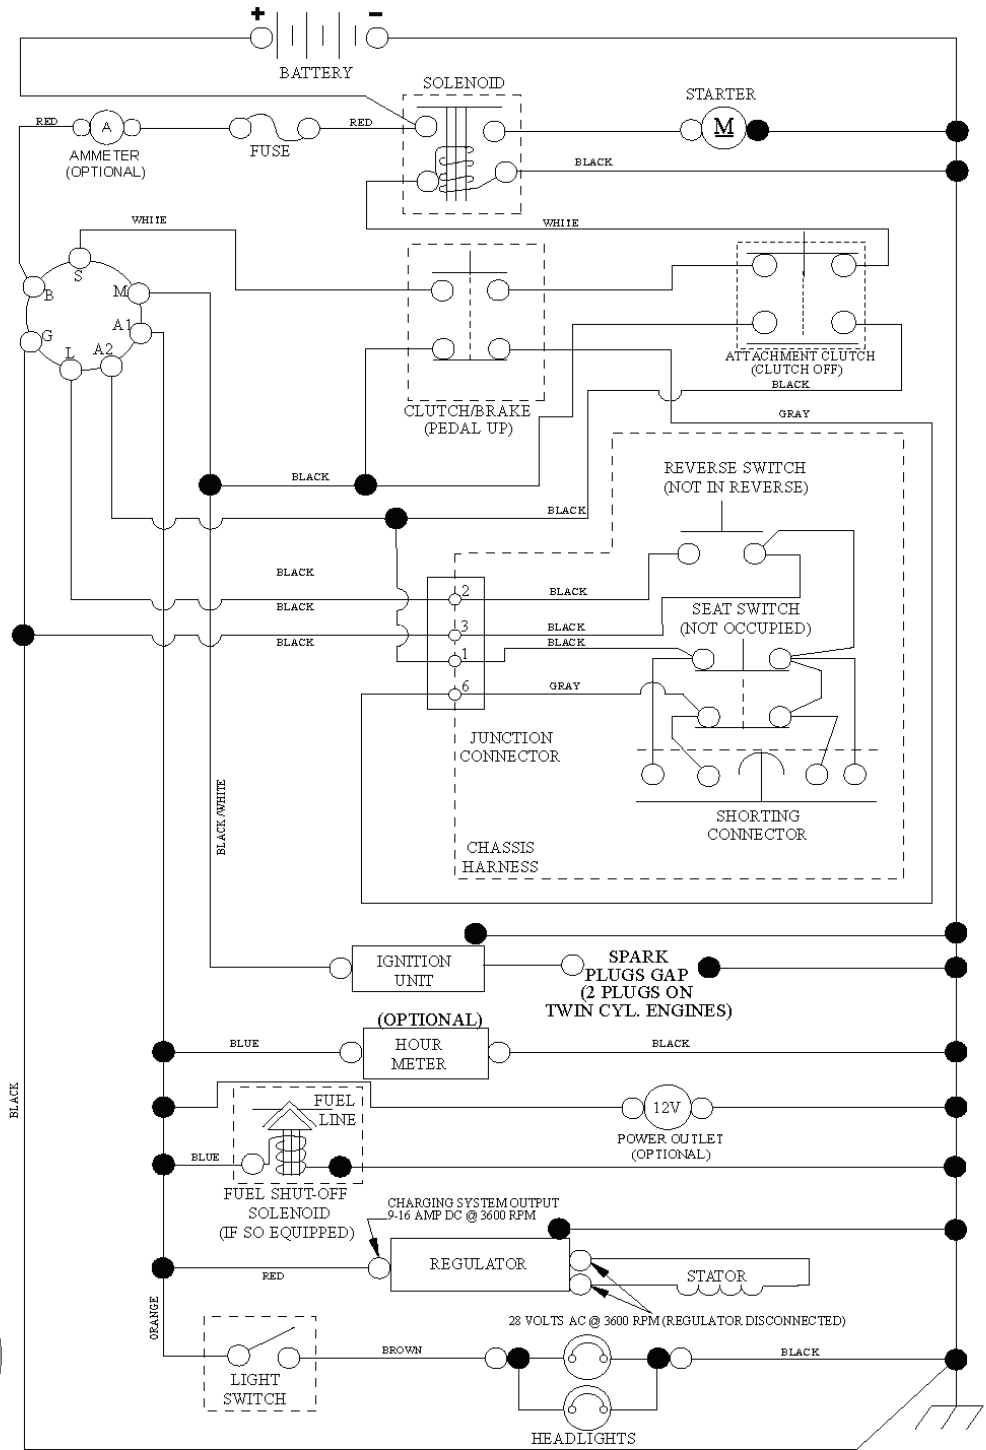 + -
BATTERY
SOLENOID
STARTER
RED
A
RED
M
AMMETER
(OPTIONAL)
FUSE
BLACK
WHITE
WHITE
S
B
M
G
A1
L
A2
ATTACHMENT CLUTCH
(CLUTCH OFF)
BLACK
CLUTCH/BRAKE
(PEDAL UP)
GRAY
REVERSE SWITCH
(NOT IN REVERSE)
BLACK
BLACK
BLACK
2
BLACK
BLACK
SEAT SWITCH
(NOT OCCUPIED)
3
BLACK
BLACK
1
BLACK
6
GRAY
JUNCTION
CONNECTOR
SHORTING
CONNECTOR
BLACK/WHITE
CHASSIS
HARNESS
IGNITION
UNIT
SPARK
PLUGS GAP
(2 PLUGS ON
TWIN CYL. ENGINES)
(OPTIONAL)
BLUE
HOUR
METER
BLACK
BLACK
FUEL
LINE
12V
POWER OUTLET
(OPTIONAL)
BLUE
FUEL SHUT-OFF
SOLENOID
(IF SO EQUIPPED)
CHARGING SYSTEM OUTPUT
9-16 AMP DC @ 3600 RPM
RED
REGULATOR
STATOR
ORANGE
28 VOLTS AC @ 3600 RPM (REGULATOR DISCONNECTED)
BROWN
BLACK
LIGHT
SWITCH
HEADLIGHTS